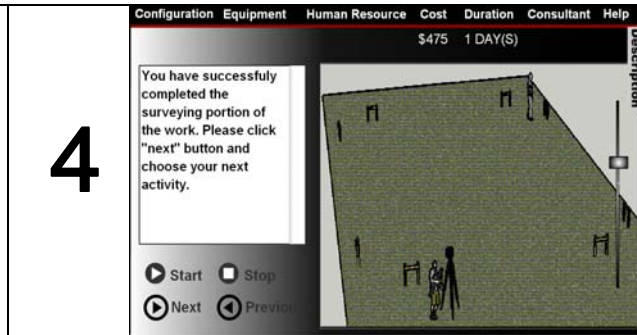 4
Configuration Equipment Human Resource Cost Duration Consultant Help
$475 1 DAY(S)
Description
You have successfuly
completed the
surveying portion of
the work. Please click
"next" button and
choose your next
activity.
Start Stop
Next Previou